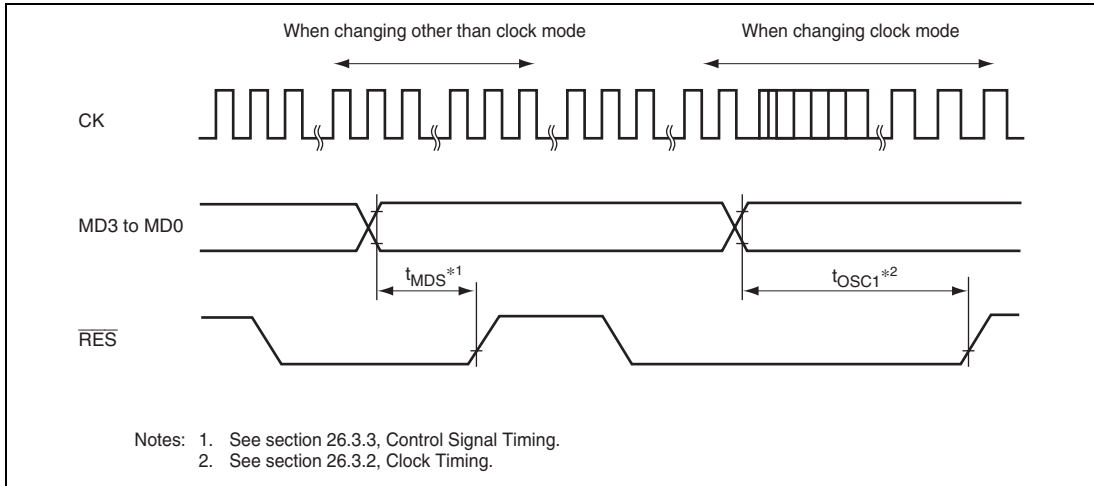 When changing other than clock mode
When changing clock mode
CK
MD3 to MD0
tMDS*1
tOSC1*2
RES
Notes: 1. See section 26.3.3, Control Signal Timing.
2. See section 26.3.2, Clock Timing.